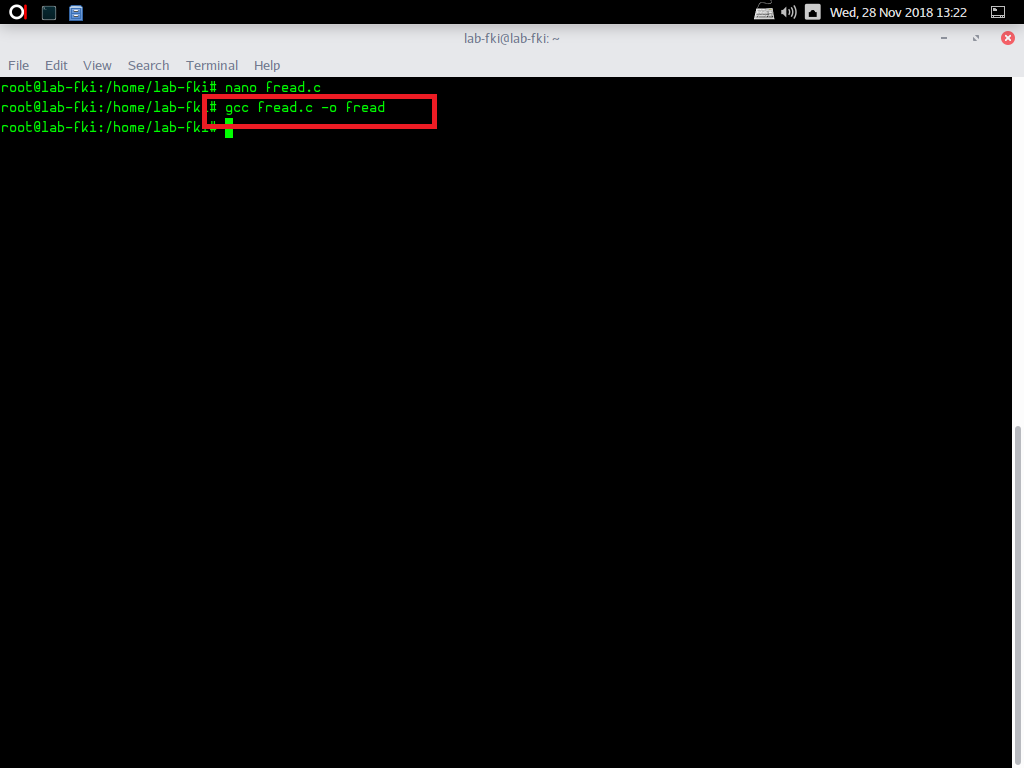 Wed, 28 Nov 2018 13:22
lab-fki@lab-fki: ~
File Edit View Search Terminal Help
root@lab-fki:/home/lab-fki# nano fread.c
root@lab-fki:/home/lab-fki# gcc fread.c -o fread
root@lab-fki:/home/lab-fki#